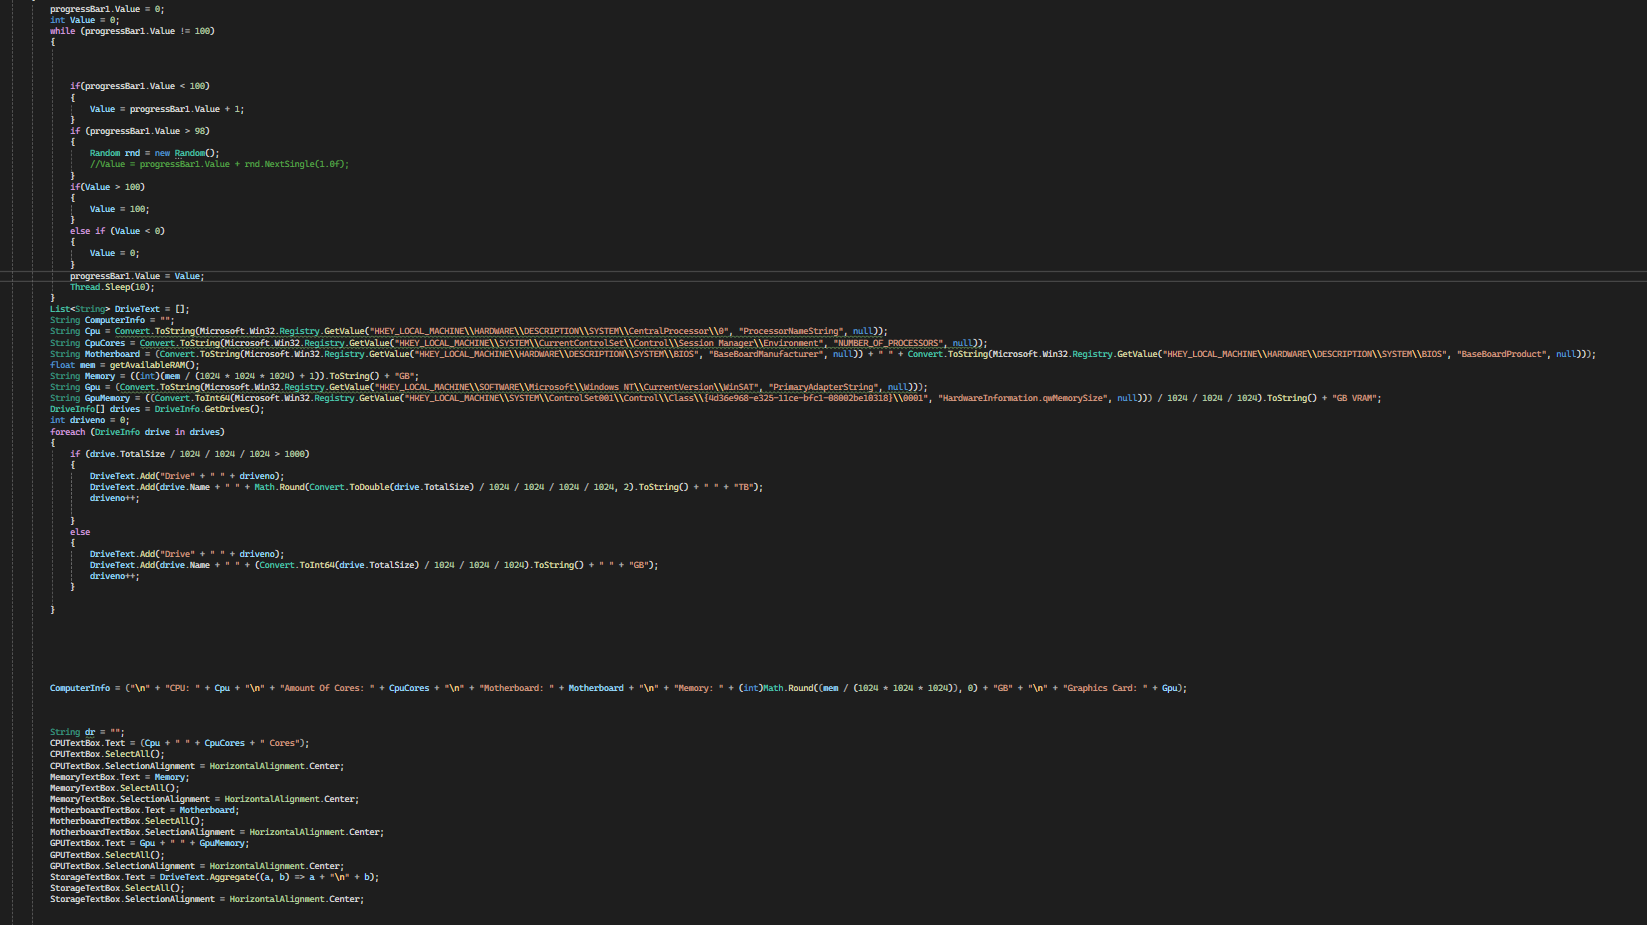 progressBar1.Value = 0;
int Value = 0;
while (progressBar1.Value != 100)
{
if(progressBar1.Value < 100)
{
Value = progressBar1.Value + 1;
}
if (progressBar1.Value > 98)
{
Random rnd = new Random();
//Value = progressBar1.Value + rnd.NextSingle(1.0f);
}
if(Value > 100)
{
Value = 100;
}
else if (Value < 0)
{
Value = 0;
}
progressBar1.Value = Value;
Thread.Sleep(10);
}
List<String> DriveText = [];
String ComputerInfo = "";
String Cpu = Convert.ToString(Microsoft.Win32.Registry.GetValue("HKEY_LOCAL_MACHINE\\HARDWARE\\DESCRIPTION\\SYSTEM\\CentralProcessor\\0", "ProcessorNameString", null));
String CpuCores = Convert.ToString(Microsoft.Win32.Registry.GetValue("HKEY_LOCAL_MACHINE\\SYSTEM\\CurrentControlSet\\Control\\Session Manager\\Environment", "NUMBER_OF_PROCESSORS", null));
String Motherboard = (Convert.ToString(Microsoft.Win32.Registry.GetValue("HKEY_LOCAL_MACHINE\\HARDWARE\\DESCRIPTION\\SYSTEM\\BIOS", "BaseBoardManufacturer", null)) + " " + Convert.ToString(Microsoft.Win32.Registry.GetValue("HKEY_LOCAL_MACHINE\\HARDWARE\\DESCRIPTION\\SYSTEM\\BIOS", "BaseBoardProduct", null)));
float mem = getAvailableRAM();
String Memory = ((int)(mem / (1024 * 1024 * 1024) + 1)).ToString() + "GB";
String Gpu = (Convert.ToString(Microsoft.Win32.Registry.GetValue("HKEY_LOCAL_MACHINE\\SOFTWARE\\Microsoft\\Windows NT\\CurrentVersion\\WinSAT", "PrimaryAdapterString", null)));
String GpuMemory = ((Convert.ToInt64(Microsoft.Win32.Registry.GetValue("HKEY_LOCAL_MACHINE\\SYSTEM\\ControlSet001\\Control\\Class\\{4d36e968-e325-11ce-bfc1-08002be10318}\\0001", "HardwareInformation.qwMemorySize", null))) / 1024 / 1024 / 1024).ToString() + "GB VRAM";
DriveInfo[] drives = DriveInfo.GetDrives();
int driveno = 0;
foreach (DriveInfo drive in drives)
{
if (drive.TotalSize / 1024 / 1024 / 1024 > 1000)
{
DriveText.Add("Drive" + " " + driveno);
DriveText.Add(drive.Name + " " + Math.Round(Convert.ToDouble(drive.TotalSize) / 1024 / 1024 / 1024 / 1024, 2).ToString() + " " + "TB");
driveno++;
}
else
{
DriveText.Add("Drive" + " " + driveno);
DriveText.Add(drive.Name + " " + (Convert.ToInt64(drive.TotalSize) / 1024 / 1024 / 1024).ToString() + " " + "GB");
driveno++;
}
}
ComputerInfo = ("\n" + "CPU: " + Cpu + "\n" + "Amount Of Cores: " + CpuCores + "\n" + "Motherboard: " + Motherboard + "\n" + "Memory: " + (int)Math.Round((mem / (1024 * 1024 * 1024)), 0) + "GB" + "\n" + "Graphics Card: " + Gpu);
String dr = "";
CPUTextBox.Text = (Cpu + " " + CpuCores + " Cores");
CPUTextBox.SelectAll();
CPUTextBox.SelectionAlignment = HorizontalAlignment.Center;
MemoryTextBox.Text = Memory;
MemoryTextBox.SelectAll();
MemoryTextBox.SelectionAlignment = HorizontalAlignment.Center;
MotherboardTextBox.Text = Motherboard;
MotherboardTextBox.SelectAll();
MotherboardTextBox.SelectionAlignment = HorizontalAlignment.Center;
GPUTextBox.Text = Gpu + " " + GpuMemory;
GPUTextBox.SelectAll();
GPUTextBox.SelectionAlignment = HorizontalAlignment.Center;
StorageTextBox.Text = DriveText.Aggregate((a, b) => a + "\n" + b);
StorageTextBox.SelectAll();
StorageTextBox.SelectionAlignment = HorizontalAlignment.Center;